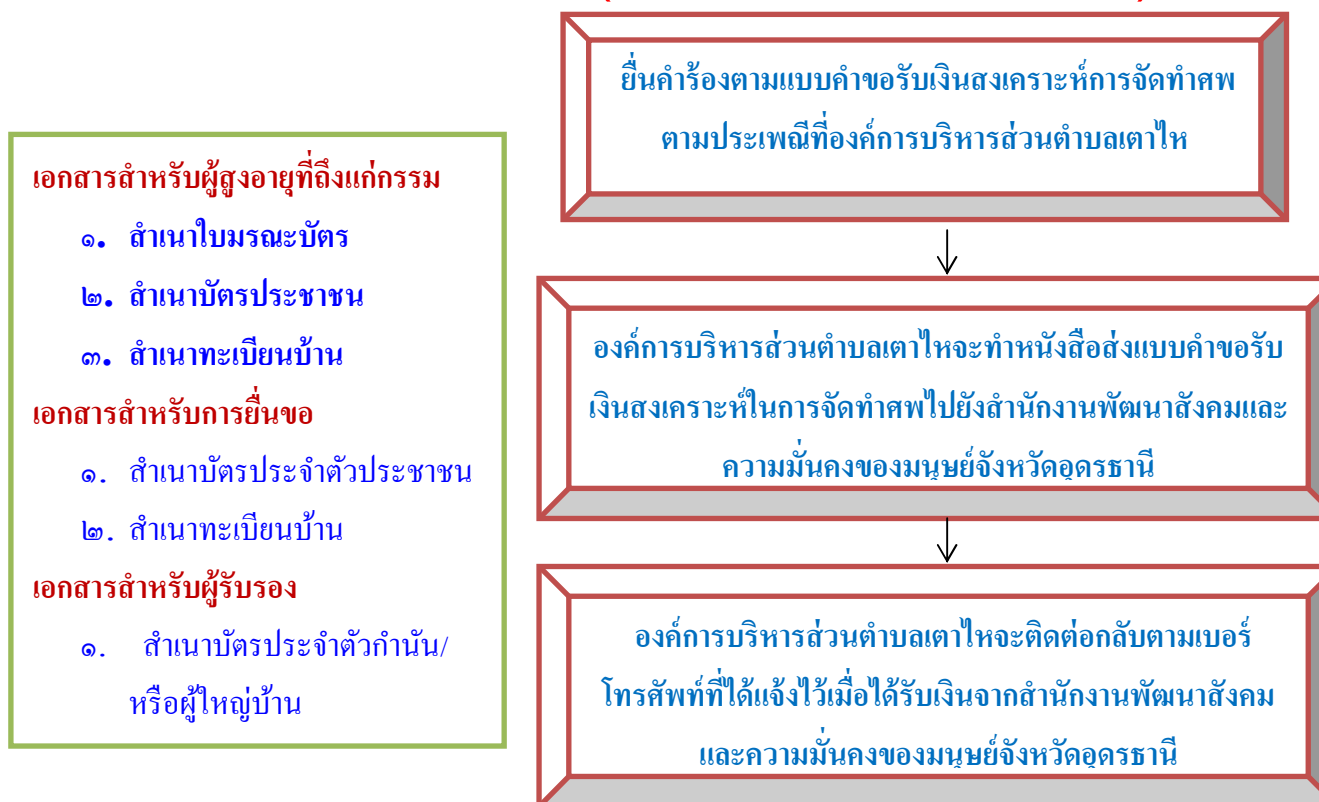 ยื่นคำร้องตามแบบคำขอรับเงินสงเคราะห์การจัดทำศพ
ตามประเพณีที่องค์การบริหารส่วนตำบลเตาไห
เอกสารสำหรับผู้สูงอายุที่ถึงแก่กรรม
๑. สำเนาใบมรณะบัตร
๒. สำเนาบัตรประชาชน
๓. สำเนาทะเบียนบ้าน
เอกสารสำหรับการยื่นขอ
๑. สำเนาบัตรประจำตัวประชาชน
๒. สำเนาทะเบียนบ้าน
เอกสารสำหรับผู้รับรอง
๑. สำเนาบัตรประจำตัวกำนัน/
หรือผู้ใหญ่บ้าน
องค์การบริหารส่วนตำบลเตาไหจะทำหนังสือส่งแบบคำขอรับ
เงินสงเคราะห์ในการจัดทำศพไปยังสำนักงานพัฒนาสังคมและ
ความมั่นคงของมนุษย์จังหวัดอุดรธานี
องค์การบริหารส่วนตำบลเตาไหจะติดต่อกลับตามเบอร์
โทรศัพท์ที่ได้แจ้งไว้เมื่อได้รับเงินจากสำนักงานพัฒนาสังคม
และความมั่นคงของมนุษย์จังหวัดอุดรธานี